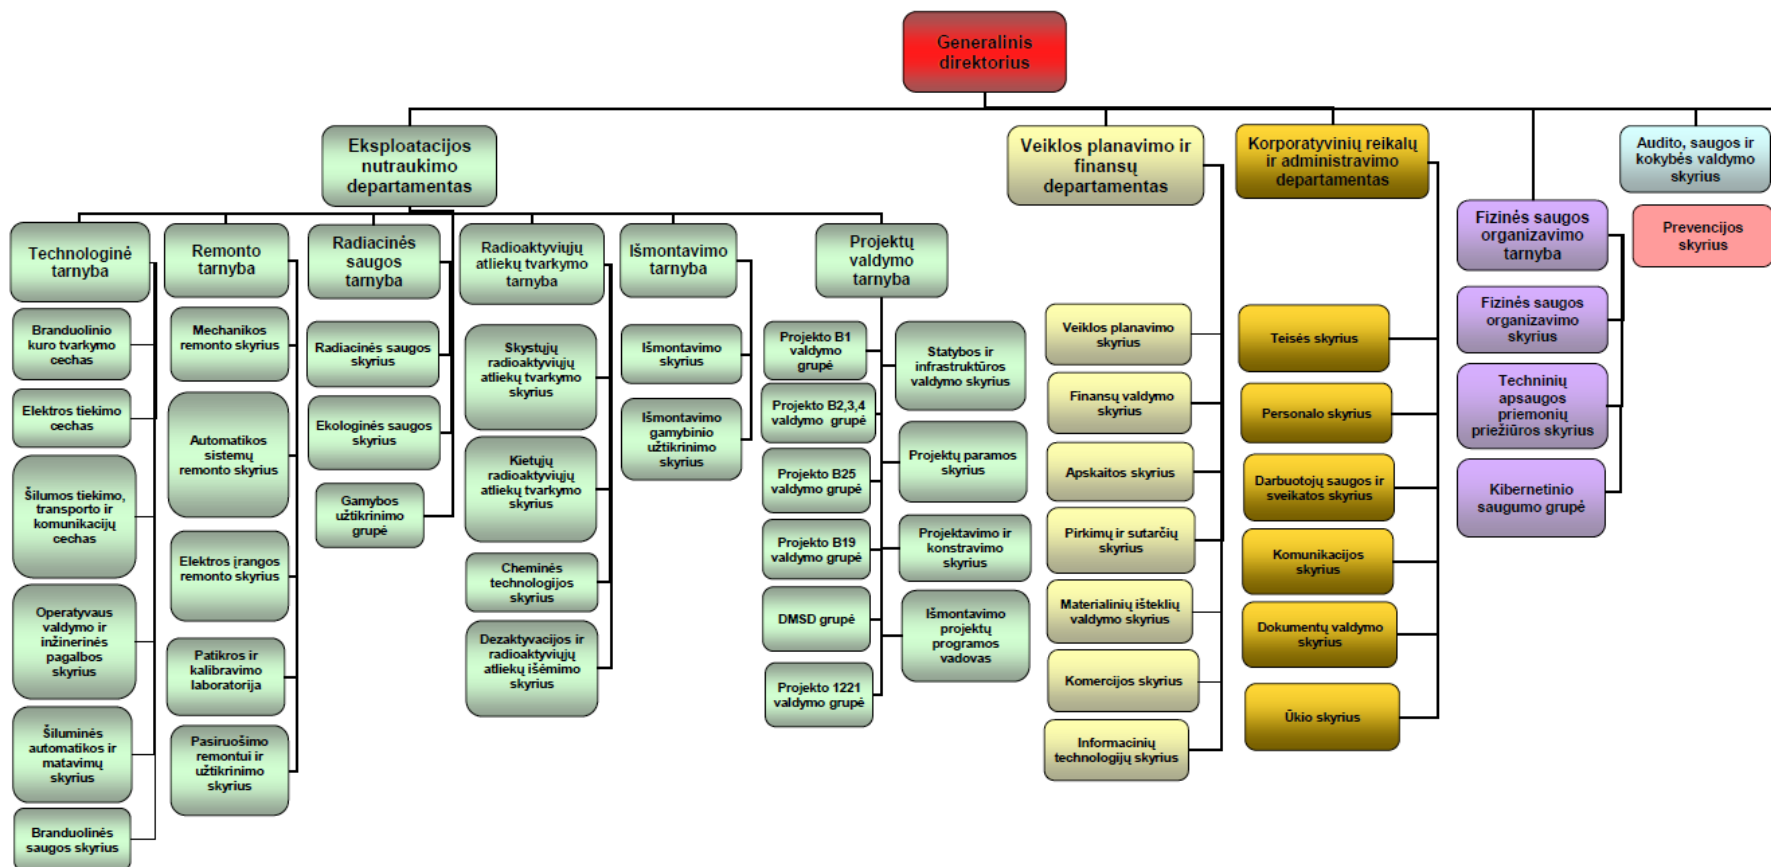 Generalinis
direktorius
Eksploatacijos
nutraukimo
departamentas
Veiklos planavimo ir
finansų
departamentas
Korporatyvinių reikalų
ir administravimo
departamentas
Audito, saugos ir
kokybės valdymo
skyrius
Prevencijos
skyrius
Technologinė
tarnyba
Branduolinio
kuro tvarkymo
cechas
Elektros tiekimo
cechas
Šilumos tiekimo,
transporto ir
komunikacijų
cechas
Operatyvaus
valdymo ir
inžinerinės
pagalbos
skyrius
Šiluminės
automatikos ir
matavimų
skyrius
Branduolinės
saugos skyrius
Remonto
tarnyba
Mechanikos
remonto skyrius
Automatikos
sistemų
remonto skyrius
Elektros įrangos
remonto skyrius
Patikros ir
kalibravimo
laboratorija
Pasiruošimo
remontui ir
užtikrinimo
skyrius
Radiacinės
saugos
tarnyba
Radiacinės saugos
skyrius
Ekologinės saugos
skyrius
Gamybos
užtikrinimo
grupė
Radioaktyviųjų
atliekų tvarkymo
tarnyba
Skystųjų
radioaktyviųjų
atliekų tvarkymo
skyrius
Kietųjų
radioaktyviųjų
atliekų tvarkymo
skyrius
Cheminės
technologijos
skyrius
Dezaktyvacijos ir
radioaktyviųjų
atliekų išėmimo
skyrius
Išmontavimo
tarnyba
Išmontavimo
skyrius
Išmontavimo
gamybinio
užtikrinimo skyrius
Projektų
valdymo
tarnyba
Projekto B1
valdymo
grupė
Projekto B2,3,4
valdymo grupė
Projekto B25
valdymo grupė
Projekto B19
valdymo grupė
DMSD grupė
Projekto 1221
valdymo grupė
Statybos ir
infrastruktūros
valdymo skyrius
Projektų paramos
skyrius
Projektavimo ir
konstravimo
skyrius
Išmontavimo
projektų
programos
vadovas
Veiklos planavimo
skyrius
Finansų valdymo
skyrius
Apskaitos skyrius
Pirkimų ir sutarčių
skyrius
Materialinių išteklių
valdymo skyrius
Komercijos skyrius
Informacinių
technologijų skyrius
Teisės skyrius
Personalo skyrius
Darbuotojų saugos ir
sveikatos skyrius
Komunikacijos
skyrius
Dokumentų valdymo
skyrius
Ūkio skyrius
Fizinės saugos
organizavimo
tarnyba
Fizinės saugos
organizavimo
skyrius
Techninių
apsaugos
priemonių
priežiūros skyrius
Kibernetinio
saugumo grupė